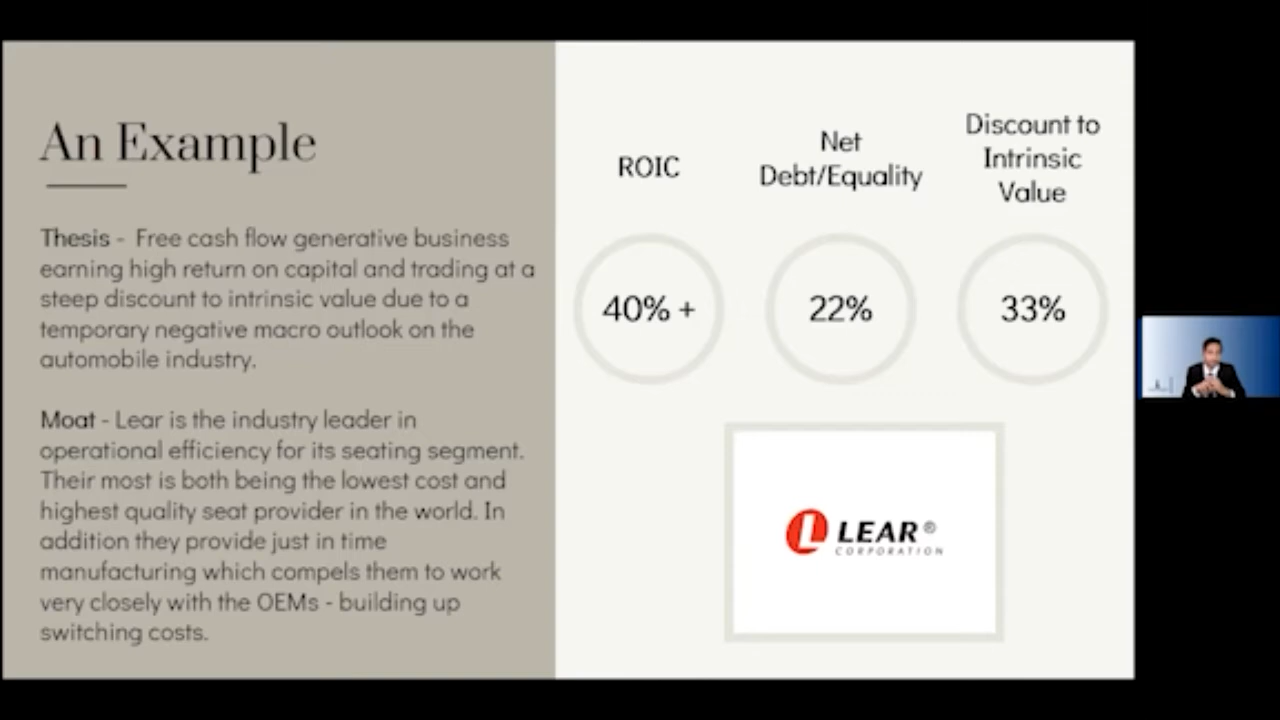 An Example
Thesis - Free cash flow generative business
earning high return on capital and trading at a
steep discount to intrinsic value due to a
temporary negative macro outlook on the
automobile industry.
Moat - Lear is the industry leader in
operational efficiency for its seating segment.
Their most is both being the lowest cost and
highest quality seat provider in the world. In
addition they provide just in time
manufacturing which compels them to work
very closely with the OEMs - building up
switching costs.
ROIC
Net
Debt/Equality
Discount to
Intrinsic
Value
40% +
22%
33%
LEAR®
CORPORATION